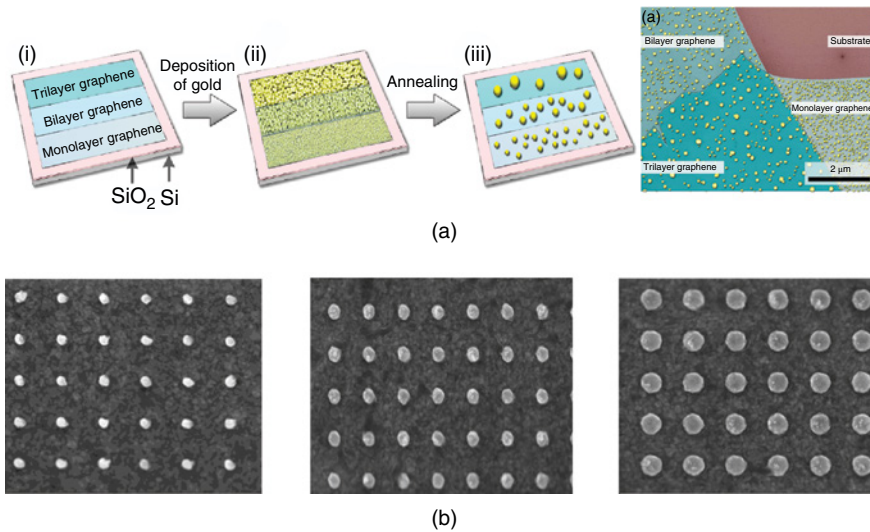 (i)
Trilayer graphene
Bilayer graphene
Monolayer graphene
SiO2 Si
Deposition
of gold
(ii)
Annealing
(iii)
(a)
Bilayer graphene
Substrate
Monolayer graphene
Trilayer graphene
2 μm
(a)
(b)